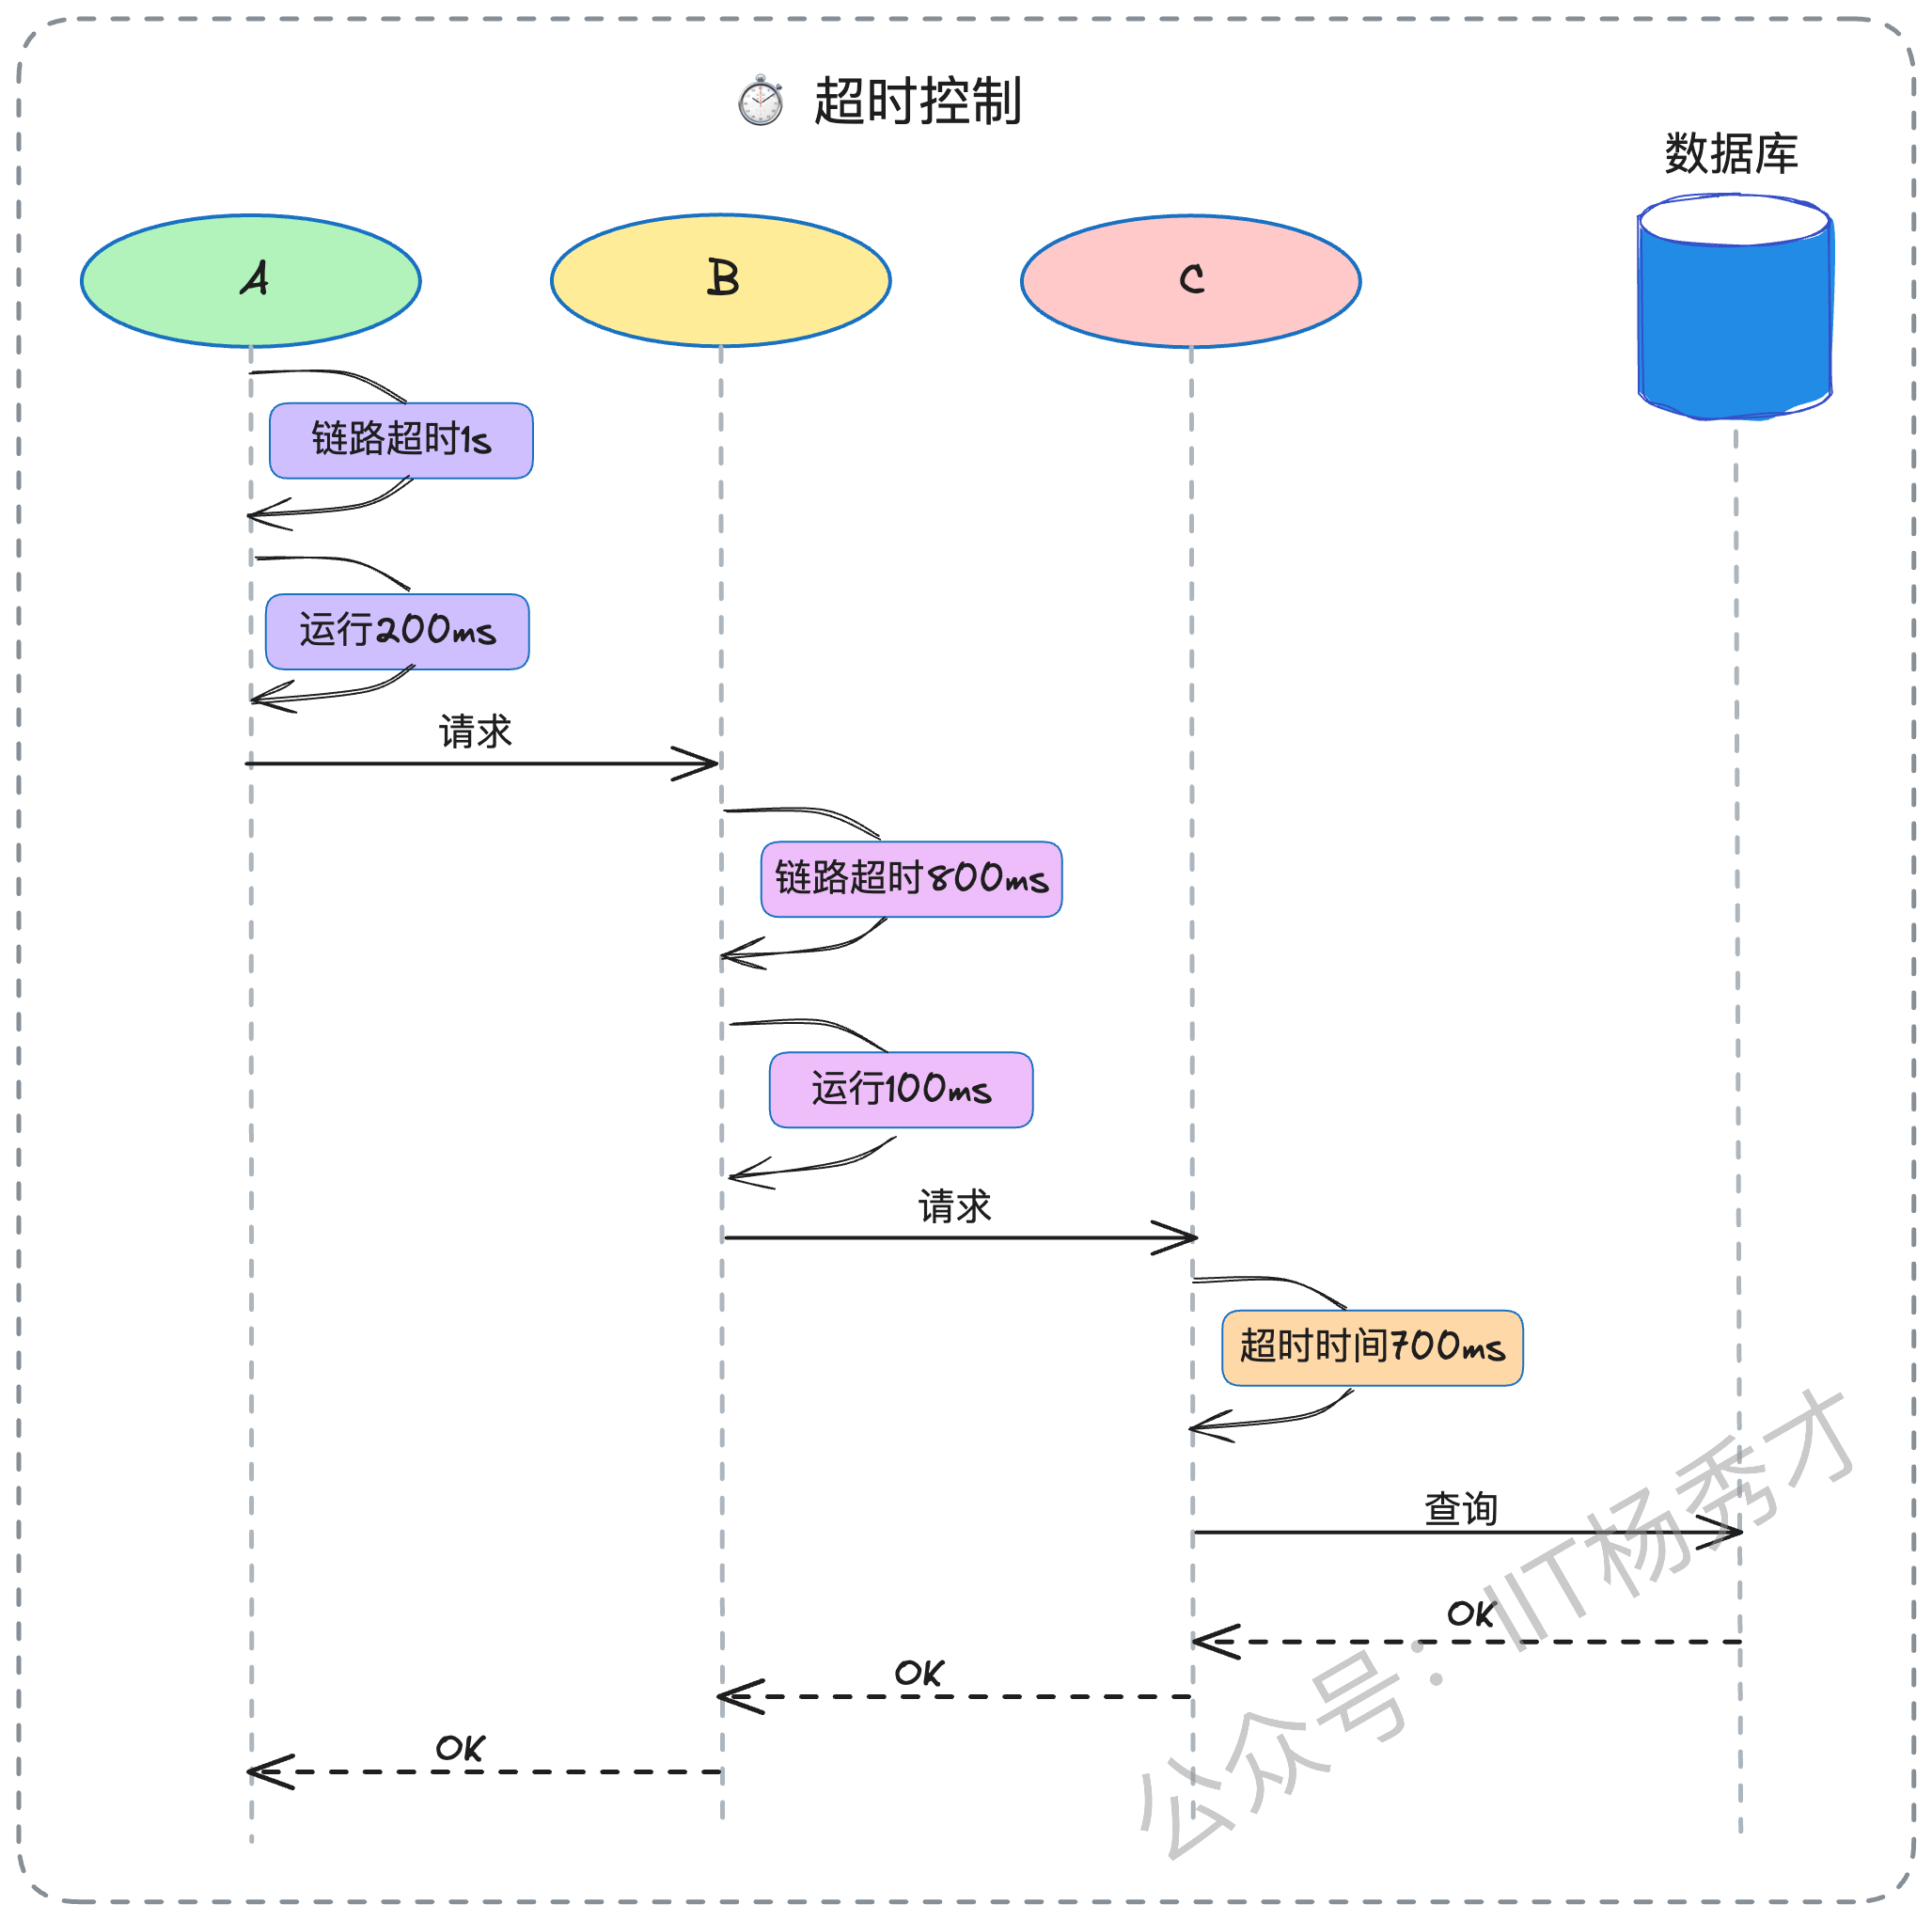 超时控制
数据库
A
B
C
链路超时1s
运行200ms
请求
链路超时800ms
运行100ms
请求
超时时间700ms
查询
OK
OK
OK
公众号：IIT杨秀才